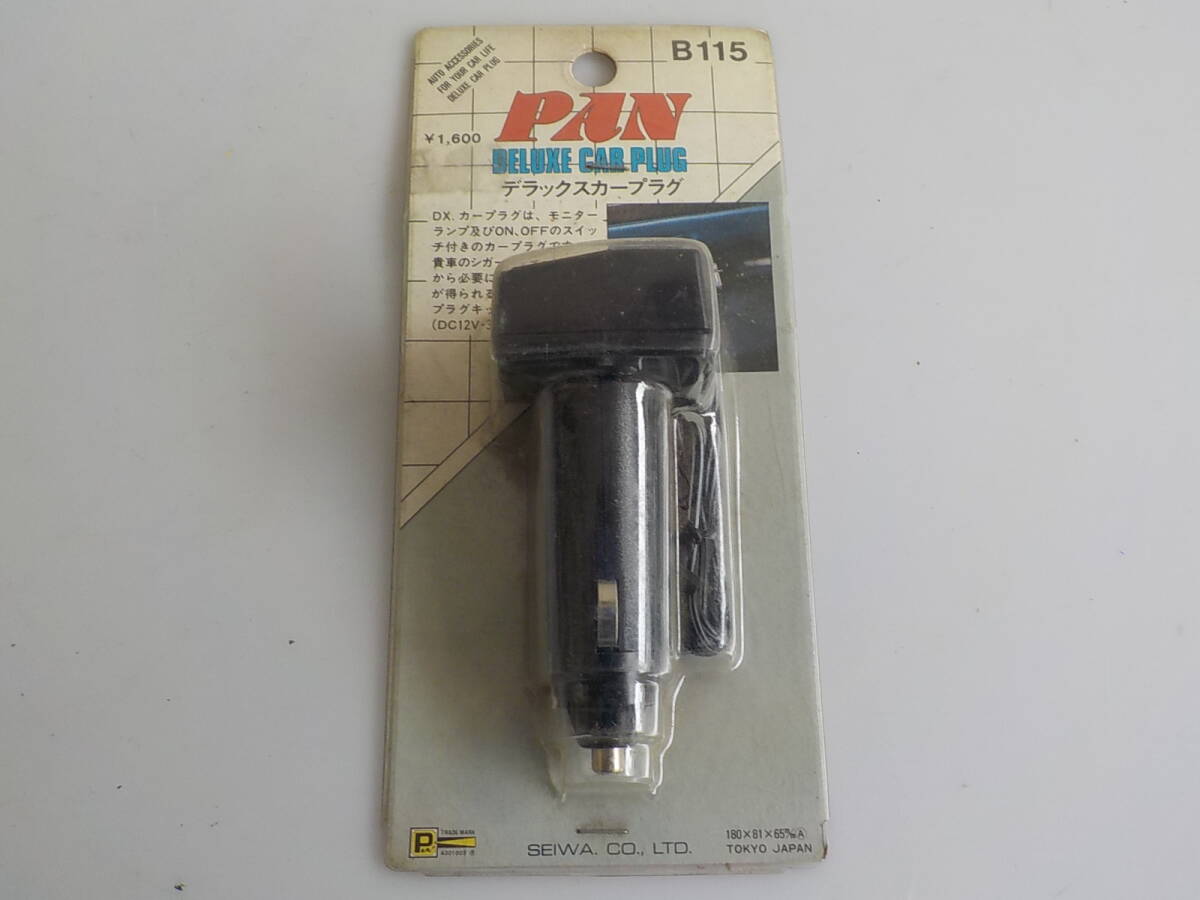 AUTO ACCESSORIES
FOR YOUR CAR LIFE
DELUXE CAR PLUG
B115
PAN
¥1,600
DELUXE CAR PLUG
デラックスカープラグ
DX. カープラグは、モニター
ランプ及びON、OFFのスイッ
チ付きのカープラグです
貴車のシガー
から必要に
が得られる
プラグキッ
(DC12V-3
TRADE MARK
SEIWA. CO., LTD.
180×81×65㎜Ⓐ
TOKYO JAPAN